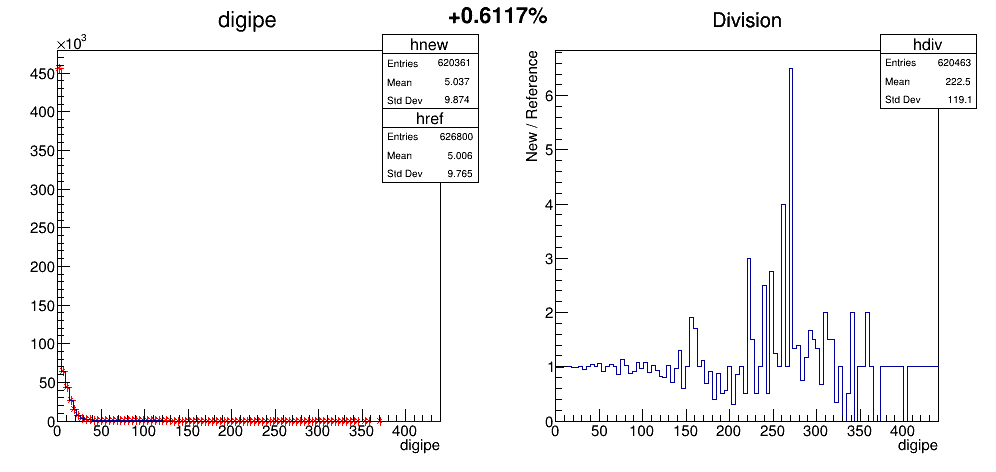 +0.6117%
digipe
×10³
450
400
350
300
250
200
150
100
50
0
0 50 100 150 200 250 300 350 400
digipe
hnew
Entries 620361
Mean 5.037
Std Dev 9.874
href
Entries 626800
Mean 5.006
Std Dev 9.765
Division
New / Reference
6
5
4
3
2
1
0
0 50 100 150 200 250 300 350 400
digipe
hdiv
Entries 620463
Mean 222.5
Std Dev 119.1